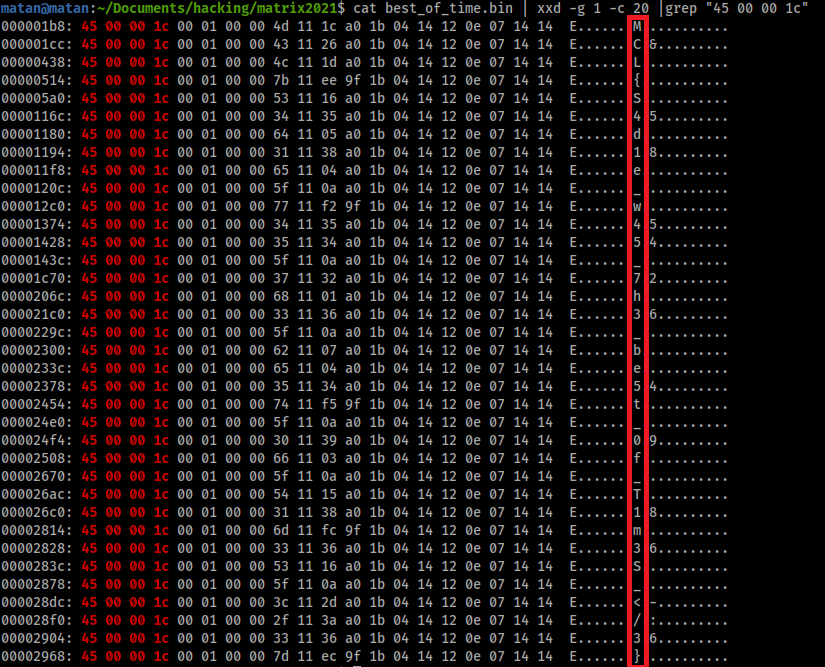 matan@matan:~/Documents/hacking/matrix2021$ cat best_of_time.bin | xxd -g 1 -c 20 |grep "45 00 00 1c"
000001b8: 45 00 00 1c 00 01 00 00 4d 11 1c a0 1b 04 14 12 0e 07 14 14  E.......M...........
000001cc: 45 00 00 1c 00 01 00 00 43 11 26 a0 1b 04 14 12 0e 07 14 14  E.......C.&.........
00000438: 45 00 00 1c 00 01 00 00 4c 11 1d a0 1b 04 14 12 0e 07 14 14  E.......L...........
00000514: 45 00 00 1c 00 01 00 00 7b 11 ee 9f 1b 04 14 12 0e 07 14 14  E.......{...........
000005a0: 45 00 00 1c 00 01 00 00 53 11 16 a0 1b 04 14 12 0e 07 14 14  E.......S...........
0000116c: 45 00 00 1c 00 01 00 00 34 11 35 a0 1b 04 14 12 0e 07 14 14  E.......4.5.........
00001180: 45 00 00 1c 00 01 00 00 64 11 05 a0 1b 04 14 12 0e 07 14 14  E.......d...........
00001194: 45 00 00 1c 00 01 00 00 31 11 38 a0 1b 04 14 12 0e 07 14 14  E.......1.8.........
000011f8: 45 00 00 1c 00 01 00 00 65 11 04 a0 1b 04 14 12 0e 07 14 14  E.......e...........
0000120c: 45 00 00 1c 00 01 00 00 5f 11 0a a0 1b 04 14 12 0e 07 14 14  E......._...........
000012c0: 45 00 00 1c 00 01 00 00 77 11 f2 9f 1b 04 14 12 0e 07 14 14  E.......w...........
00001374: 45 00 00 1c 00 01 00 00 34 11 35 a0 1b 04 14 12 0e 07 14 14  E.......4.5.........
00001428: 45 00 00 1c 00 01 00 00 35 11 34 a0 1b 04 14 12 0e 07 14 14  E.......5.4.........
0000143c: 45 00 00 1c 00 01 00 00 5f 11 0a a0 1b 04 14 12 0e 07 14 14  E......._...........
00001c70: 45 00 00 1c 00 01 00 00 37 11 32 a0 1b 04 14 12 0e 07 14 14  E.......7.2.........
0000206c: 45 00 00 1c 00 01 00 00 68 11 01 a0 1b 04 14 12 0e 07 14 14  E.......h...........
000021c0: 45 00 00 1c 00 01 00 00 33 11 36 a0 1b 04 14 12 0e 07 14 14  E.......3.6.........
0000229c: 45 00 00 1c 00 01 00 00 5f 11 0a a0 1b 04 14 12 0e 07 14 14  E......._...........
00002300: 45 00 00 1c 00 01 00 00 62 11 07 a0 1b 04 14 12 0e 07 14 14  E.......b...........
0000233c: 45 00 00 1c 00 01 00 00 65 11 04 a0 1b 04 14 12 0e 07 14 14  E.......e...........
00002378: 45 00 00 1c 00 01 00 00 35 11 34 a0 1b 04 14 12 0e 07 14 14  E.......5.4.........
00002454: 45 00 00 1c 00 01 00 00 74 11 f5 9f 1b 04 14 12 0e 07 14 14  E.......t...........
000024e0: 45 00 00 1c 00 01 00 00 5f 11 0a a0 1b 04 14 12 0e 07 14 14  E......._...........
000024f4: 45 00 00 1c 00 01 00 00 30 11 39 a0 1b 04 14 12 0e 07 14 14  E.......0.9.........
00002508: 45 00 00 1c 00 01 00 00 66 11 03 a0 1b 04 14 12 0e 07 14 14  E.......f...........
00002670: 45 00 00 1c 00 01 00 00 5f 11 0a a0 1b 04 14 12 0e 07 14 14  E......._...........
000026ac: 45 00 00 1c 00 01 00 00 54 11 15 a0 1b 04 14 12 0e 07 14 14  E.......T...........
000026c0: 45 00 00 1c 00 01 00 00 31 11 38 a0 1b 04 14 12 0e 07 14 14  E.......1.8.........
00002814: 45 00 00 1c 00 01 00 00 6d 11 fc 9f 1b 04 14 12 0e 07 14 14  E.......m...........
00002828: 45 00 00 1c 00 01 00 00 33 11 36 a0 1b 04 14 12 0e 07 14 14  E.......3.6.........
0000283c: 45 00 00 1c 00 01 00 00 53 11 16 a0 1b 04 14 12 0e 07 14 14  E.......S...........
00002878: 45 00 00 1c 00 01 00 00 5f 11 0a a0 1b 04 14 12 0e 07 14 14  E......._...........
000028dc: 45 00 00 1c 00 01 00 00 3c 11 2d a0 1b 04 14 12 0e 07 14 14  E.......<.-.........
000028f0: 45 00 00 1c 00 01 00 00 2f 11 3a a0 1b 04 14 12 0e 07 14 14  E......./.:.........
00002904: 45 00 00 1c 00 01 00 00 33 11 36 a0 1b 04 14 12 0e 07 14 14  E.......3.6.........
00002968: 45 00 00 1c 00 01 00 00 7d 11 ec 9f 1b 04 14 12 0e 07 14 14  E.......}...........